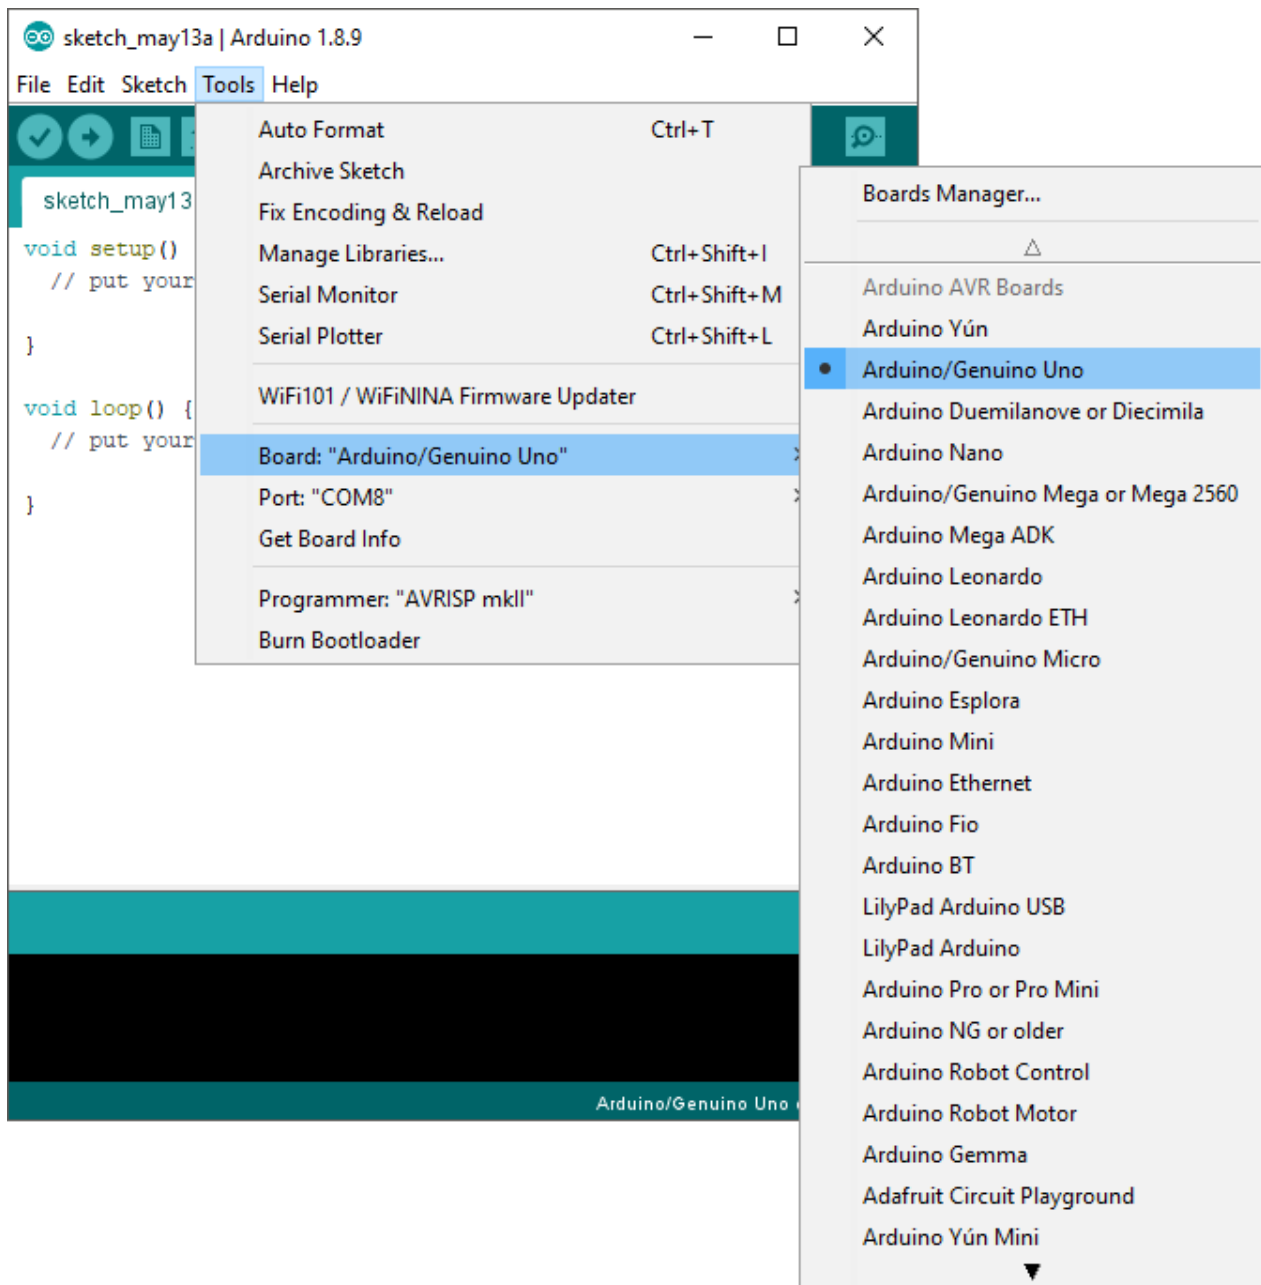 sketch_may13a | Arduino 1.8.9
File Edit Sketch Tools Help
Auto Format Ctrl+T
Archive Sketch
Fix Encoding & Reload
Manage Libraries... Ctrl+Shift+I
Serial Monitor Ctrl+Shift+M
Serial Plotter Ctrl+Shift+L
WiFi101 / WiFiNINA Firmware Updater
Board: "Arduino/Genuino Uno"
Port: "COM8"
Get Board Info
Programmer: "AVRISP mkII"
Burn Bootloader
sketch_may13
void setup()
// put your
}
void loop() {
// put your
}
Arduino/Genuino Uno
Boards Manager...
Arduino AVR Boards
Arduino Yún
Arduino/Genuino Uno
Arduino Duemilanove or Diecimila
Arduino Nano
Arduino/Genuino Mega or Mega 2560
Arduino Mega ADK
Arduino Leonardo
Arduino Leonardo ETH
Arduino/Genuino Micro
Arduino Esplora
Arduino Mini
Arduino Ethernet
Arduino Fio
Arduino BT
LilyPad Arduino USB
LilyPad Arduino
Arduino Pro or Pro Mini
Arduino NG or older
Arduino Robot Control
Arduino Robot Motor
Arduino Gemma
Adafruit Circuit Playground
Arduino Yún Mini